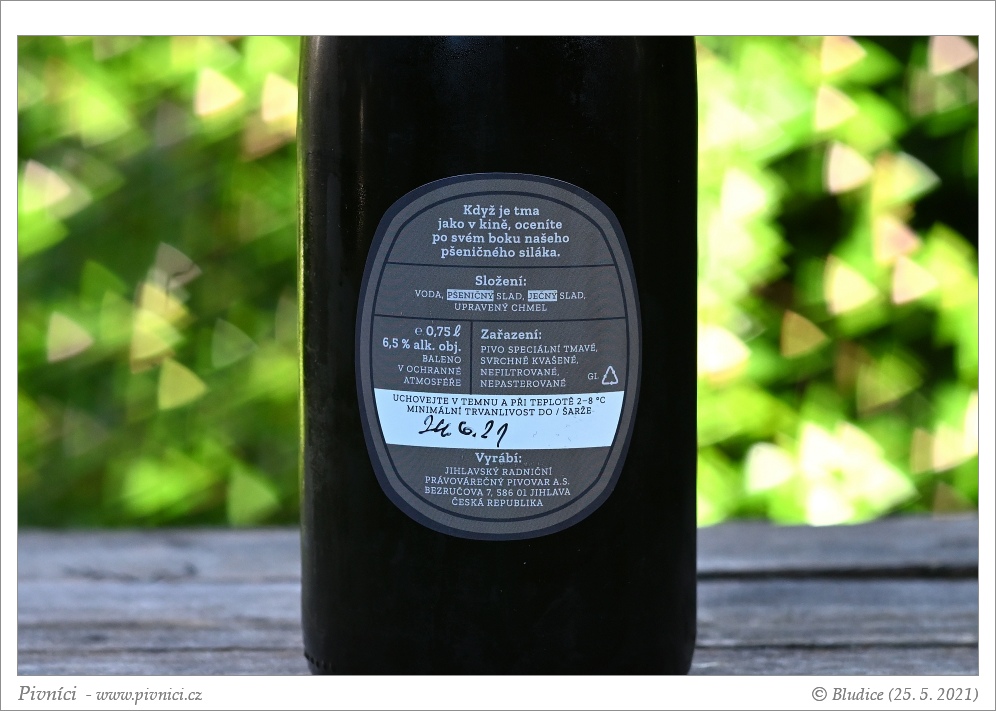 Když je tma
jako v kině, oceníte
po svém boku našeho
pšeničného siláka.
Složení:
VODA, PŠENIČNÝ SLAD, JEČNÝ SLAD,
UPRAVENÝ CHMEL
℮ 0,75 ℓ
6,5 % alk. obj.
BALENO
V OCHRANNÉ
ATMOSFÉŘE
Zařazení:
PIVO SPECIÁLNÍ TMAVÉ,
SVRCHNĚ KVAŠENÉ,
NEFILTROVANÉ,
NEPASTEROVANÉ
GL
UCHOVEJTE V TEMNU A PŘI TEPLOTĚ 2–8 °C
MINIMÁLNÍ TRVANLIVOST DO / ŠARŽE
24.6.21
Vyrábí:
JIHLAVSKÝ RADNIČNÍ
PRÁVOVÁREČNÝ PIVOVAR A.S.
BEZRUČOVA 7, 586 01 JIHLAVA
ČESKÁ REPUBLIKA
Pivníci - www.pivnici.cz
© Bludice (25. 5. 2021)